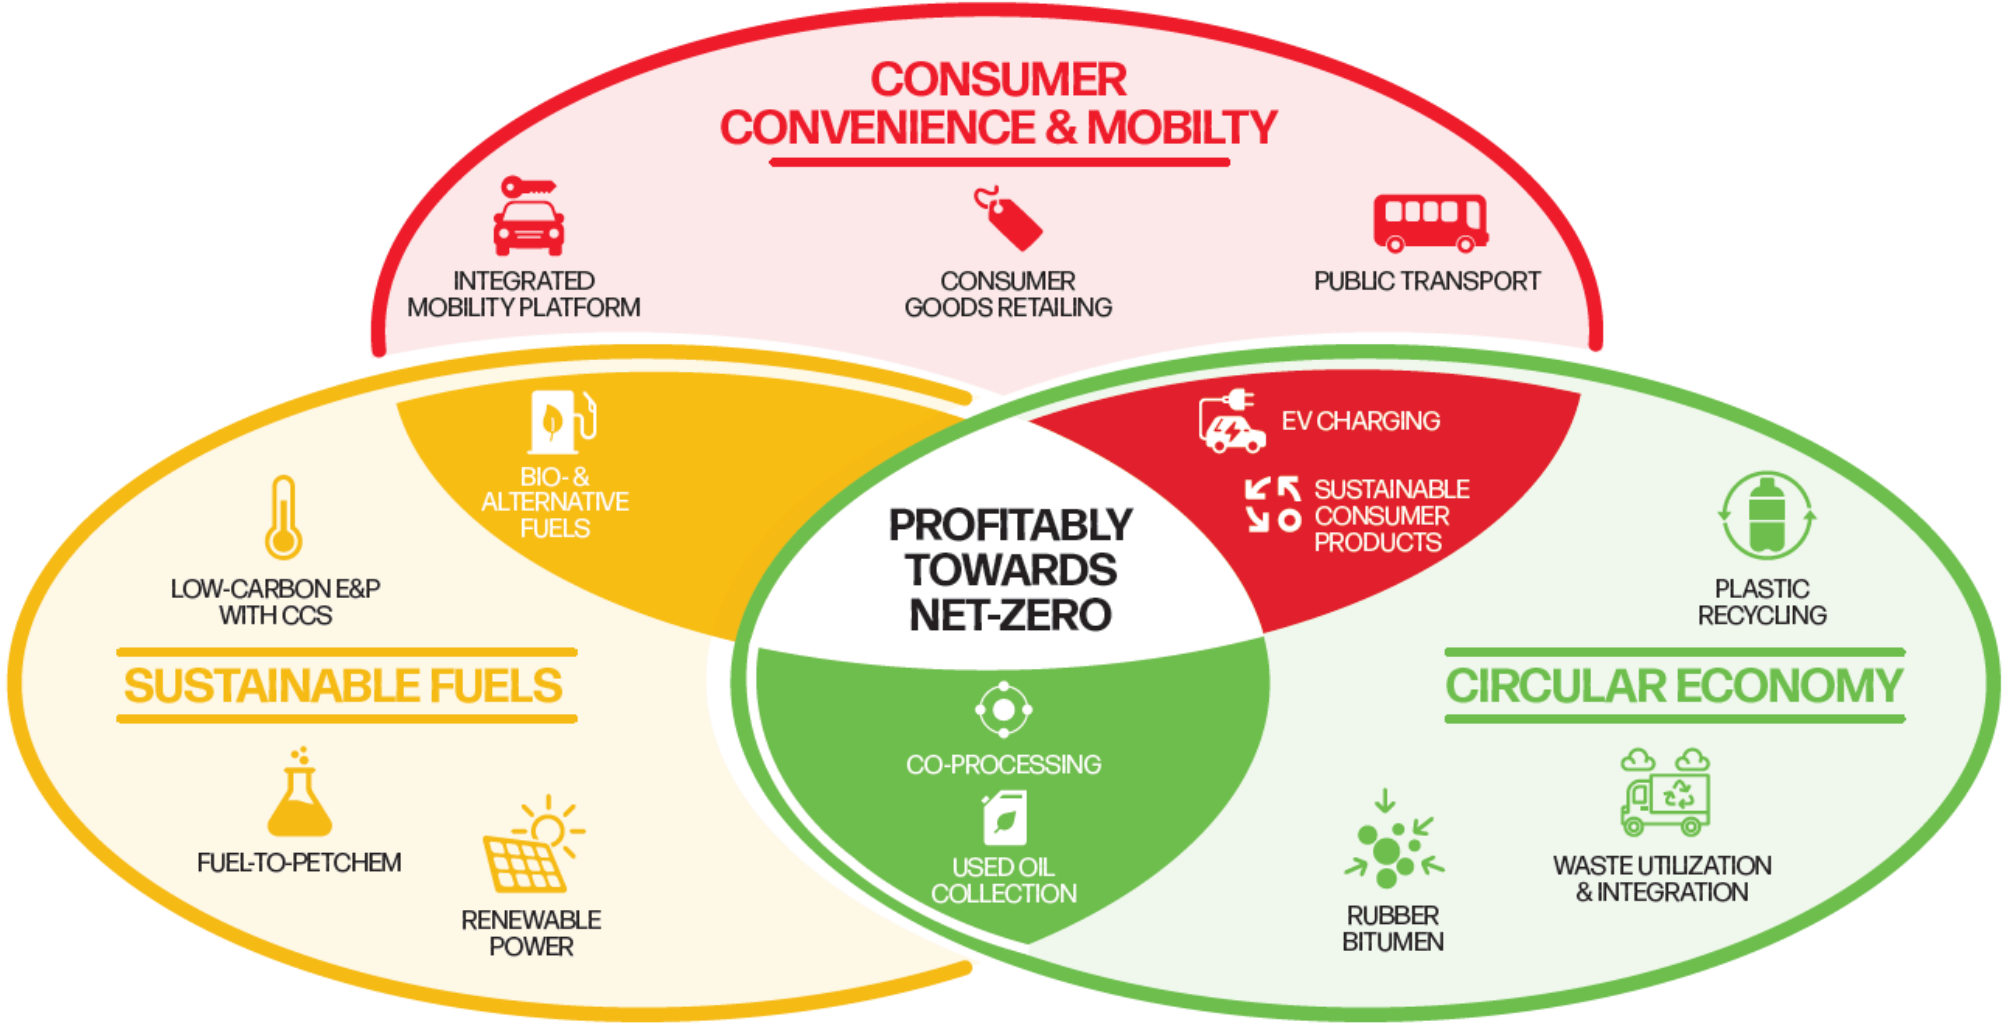 CONSUMER
CONVENIENCE & MOBILTY
INTEGRATED
MOBILITY PLATFORM
CONSUMER
GOODS RETAILING
PUBLIC TRANSPORT
BIO- &
ALTERNATIVE
FUELS
EV CHARGING
SUSTAINABLE
CONSUMER
PRODUCTS
PROFITABLY
TOWARDS
NET-ZERO
LOW-CARBON E&P
WITH CCS
SUSTAINABLE FUELS
FUEL-TO-PETCHEM
RENEWABLE
POWER
CO-PROCESSING
USED OIL
COLLECTION
PLASTIC
RECYCLING
CIRCULAR ECONOMY
RUBBER
BITUMEN
WASTE UTILIZATION
& INTEGRATION